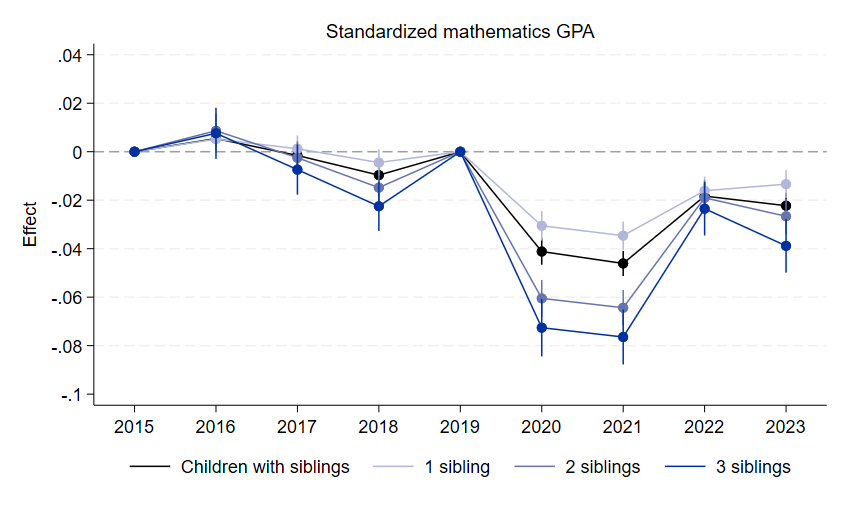 Standardized mathematics GPA
.04
.02
0
-.02
-.04
-.06
-.08
-.1
Effect
2015 2016 2017 2018 2019 2020 2021 2022 2023
Children with siblings 1 sibling 2 siblings 3 siblings